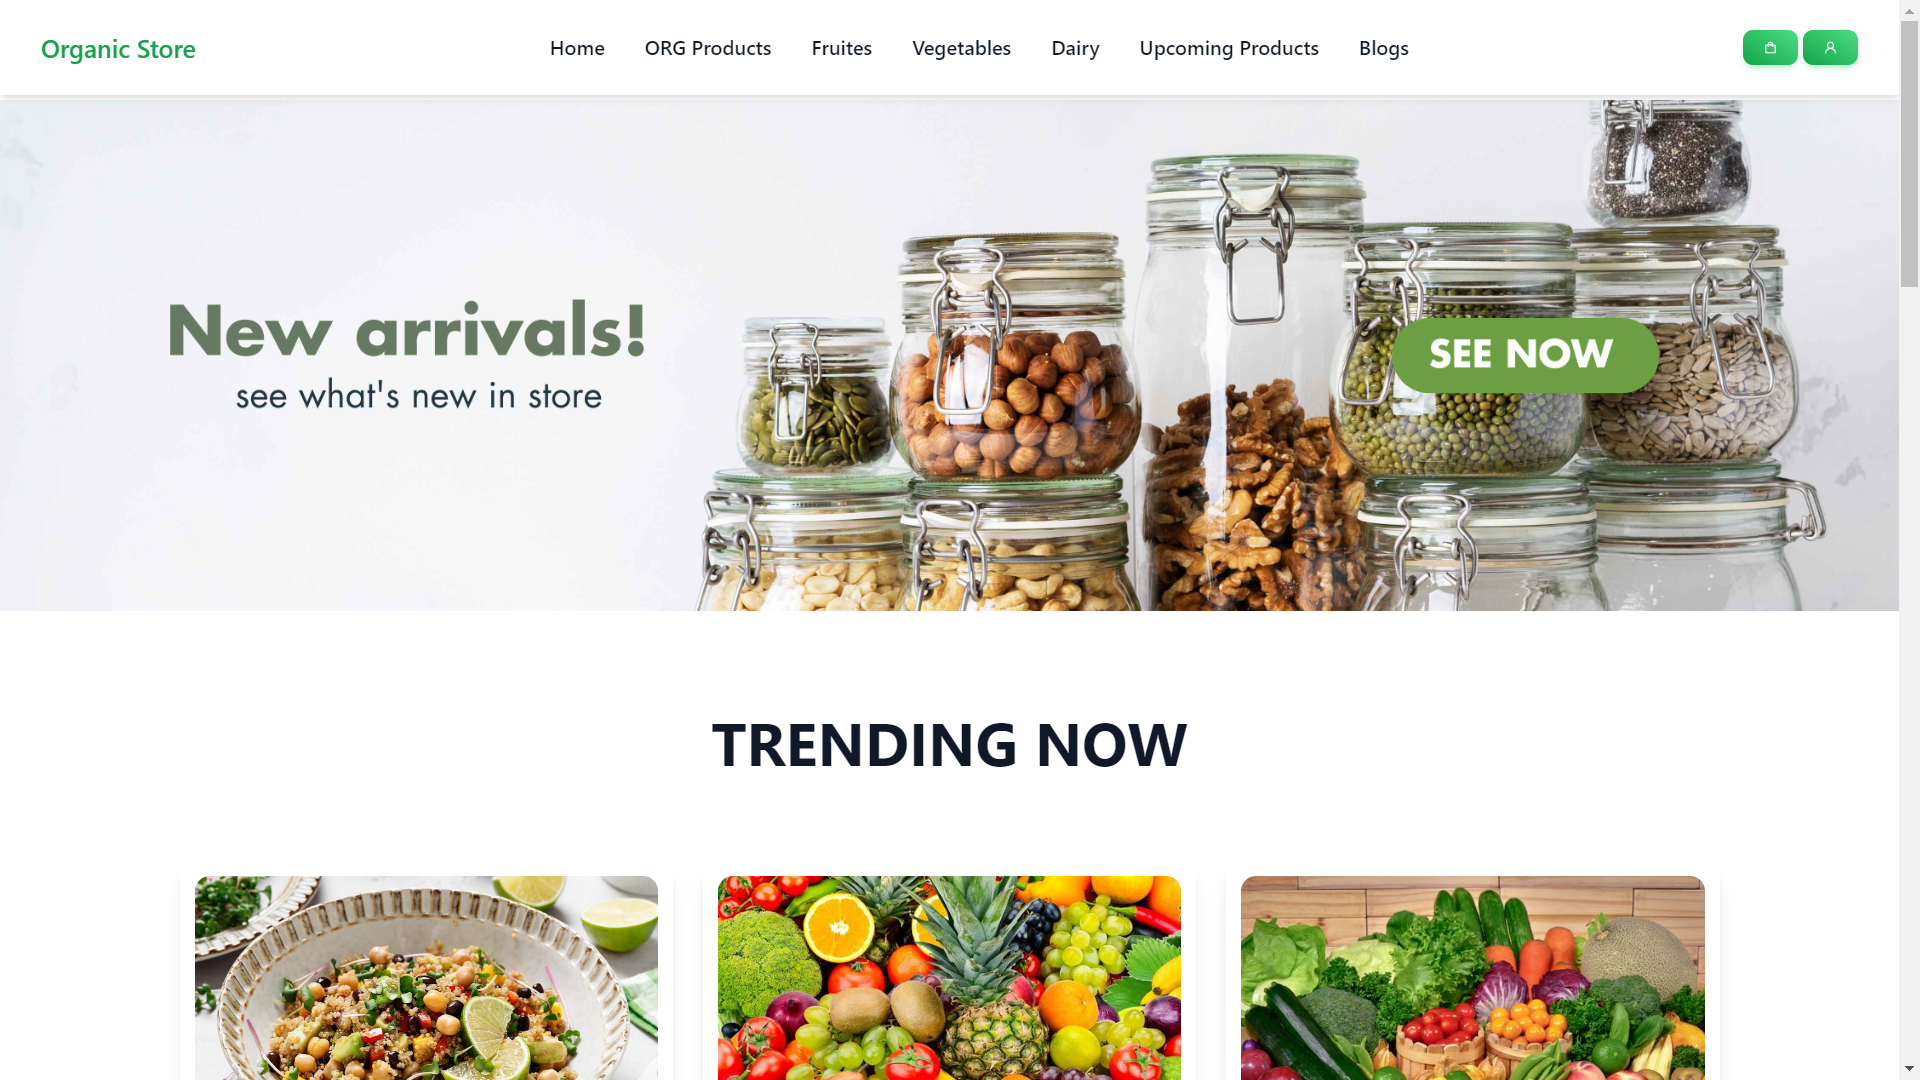 Organic Store
Home ORG Products Fruites Vegetables Dairy Upcoming Products Blogs
New arrivals!
see what's new in store
SEE NOW
TRENDING NOW